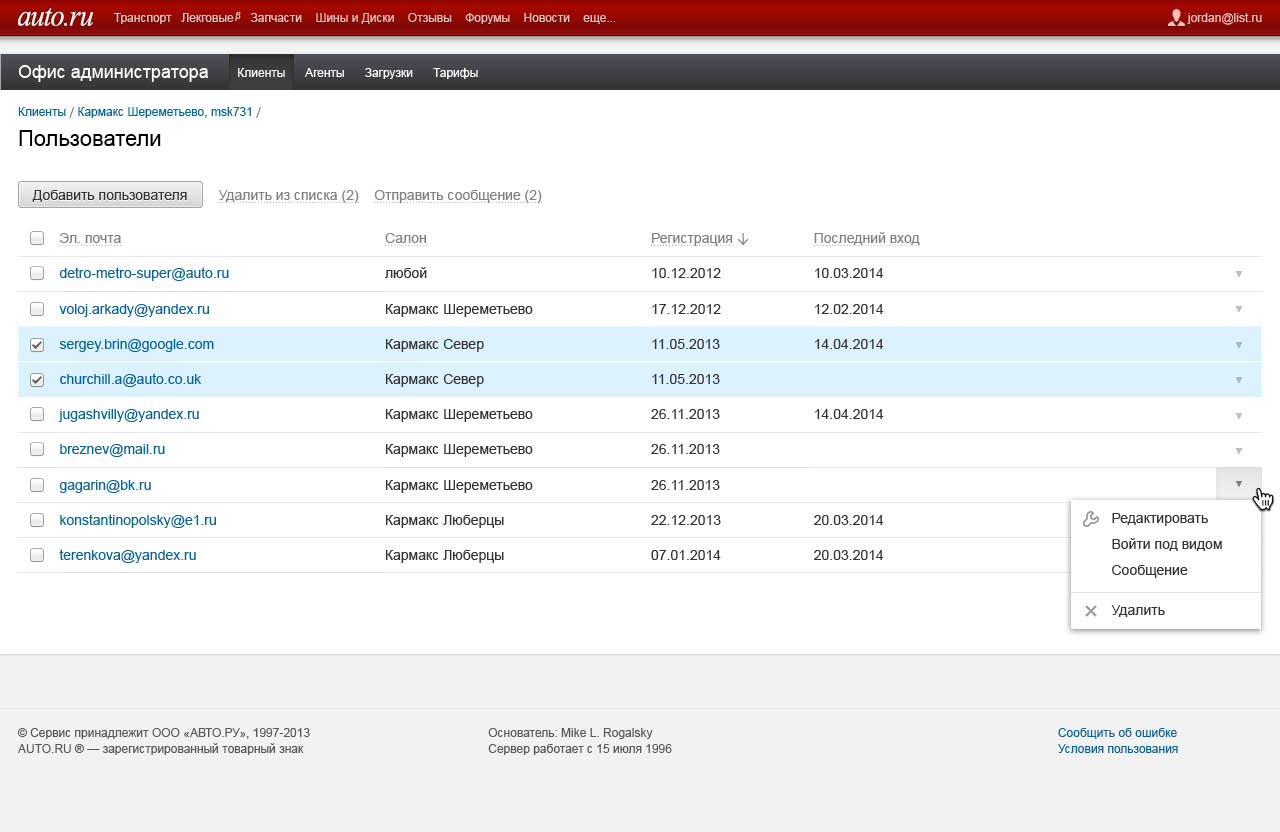 auto.ru Транспорт Легковыеβ Запчасти Шины и Диски Отзывы Форумы Новости еще... jordan@list.ru
Офис администратора Клиенты Агенты Загрузки Тарифы
Клиенты / Кармакс Шереметьево, msk731 /
Пользователи
Добавить пользователя Удалить из списка (2) Отправить сообщение (2)
Эл. почта Салон Регистрация ↓ Последний вход
detro-metro-super@auto.ru любой 10.12.2012 10.03.2014
voloj.arkady@yandex.ru Кармакс Шереметьево 17.12.2012 12.02.2014
sergey.brin@google.com Кармакс Север 11.05.2013 14.04.2014
churchill.a@auto.co.uk Кармакс Север 11.05.2013
jugashvilly@yandex.ru Кармакс Шереметьево 26.11.2013 14.04.2014
breznev@mail.ru Кармакс Шереметьево 26.11.2013
gagarin@bk.ru Кармакс Шереметьево 26.11.2013
konstantinopolsky@e1.ru Кармакс Люберцы 22.12.2013 20.03.2014
terenkova@yandex.ru Кармакс Люберцы 07.01.2014 20.03.2014
Редактировать
Войти под видом
Сообщение
Удалить
© Сервис принадлежит ООО «АВТО.РУ», 1997-2013
AUTO.RU ® — зарегистрированный товарный знак
Основатель: Mike L. Rogalsky
Сервер работает с 15 июля 1996
Сообщить об ошибке
Условия пользования